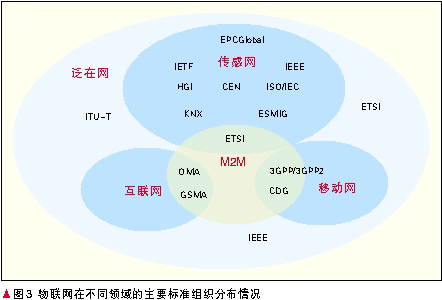 EPCGlobal
泛在网
IETF 传感网 IEEE
HGI CEN ISO/IEC
ETSI
ITU-T
KNX ESMIG
ETSI
M2M
OMA 3GPP/3GPP2
互联网 移动网
GSMA CDG
IEEE
▲图3 物联网在不同领域的主要标准组织分布情况